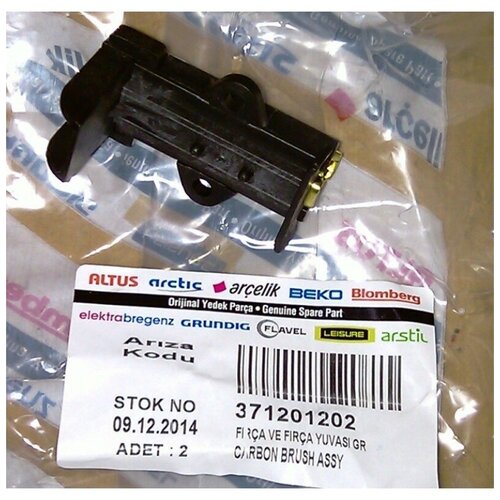 arçelik
ALTUS arctic arçelik BEKO Blomberg
Orijinal Yedek Parça • Genuine Spare Part
elektrabregenz GRUNDIG FLAVEL LEISURE arstil
Arıza
Kodu
STOK NO
371201202
09.12.2014
FIRÇA VE FIRÇA YUVASI GR
ADET : 2
CARBON BRUSH ASSY